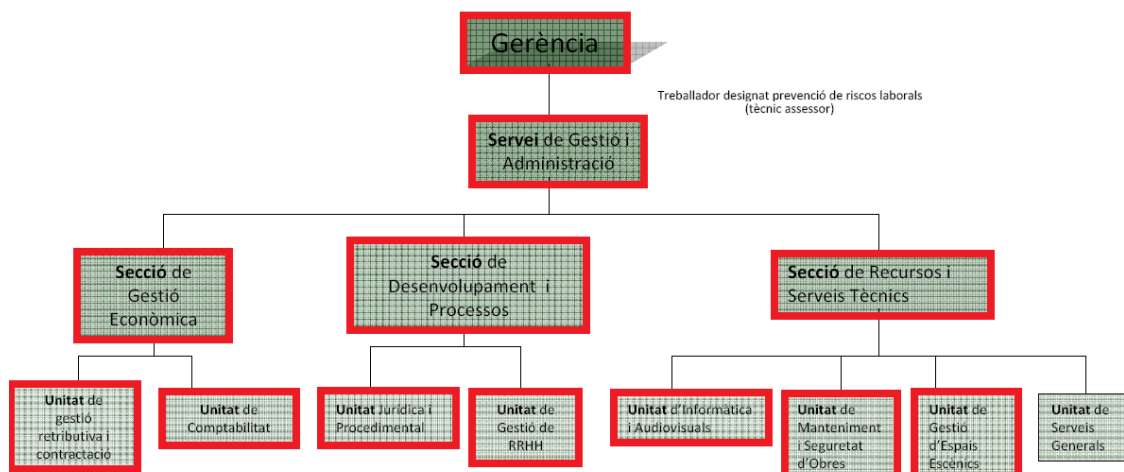 Gerència
Treballador designat prevenció de riscos laborals
(tècnic assessor)
Servei de Gestió i
Administració
Secció de
Gestió
Econòmica
Secció de
Desenvolupament i
Processos
Secció de Recursos i
Serveis Tècnics
Unitat de
gestió
retributiva i
contractació
Unitat de
Comptabilitat
Unitat Jurídica i
Procedimental
Unitat de
Gestió de
RRHH
Unitat d'Informàtica
i Audiovisuals
Unitat de
Manteniment
i Seguretat
d'Obres
Unitat de
Gestió
d'Espais
Escènics
Unitat de
Serveis
Generals